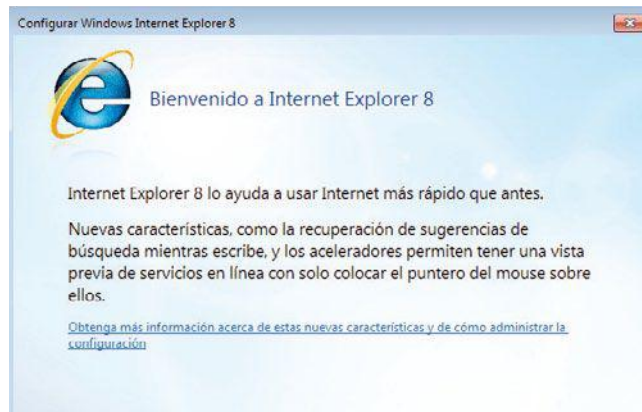 Configurar Windows Internet Explorer 8
Bienvenido a Internet Explorer 8
Internet Explorer 8 lo ayuda a usar Internet más rápido que antes.
Nuevas características, como la recuperación de sugerencias de
búsqueda mientras escribe, y los aceleradores permiten tener una vista
previa de servicios en línea con solo colocar el puntero del mouse sobre
ellos.
Obtenga más información acerca de estas nuevas características y de cómo administrar la
configuración